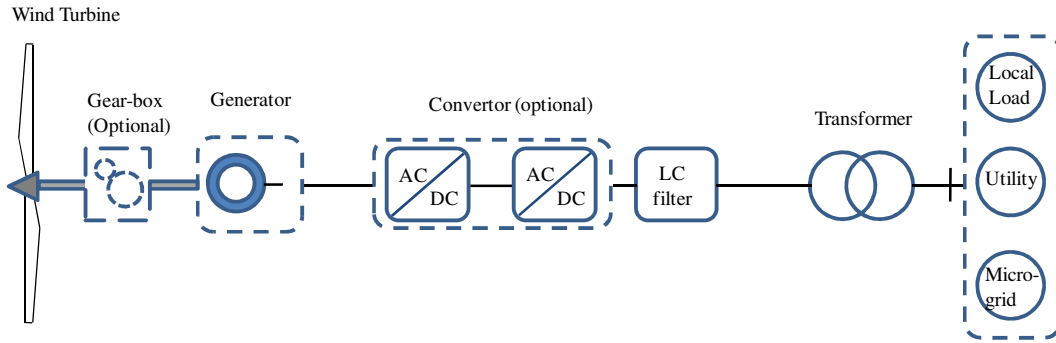 Wind Turbine
Gear-box
(Optional)
Generator
Convertor (optional)
AC
DC
AC
DC
LC
filter
Transformer
Local
Load
Utility
Micro-
grid